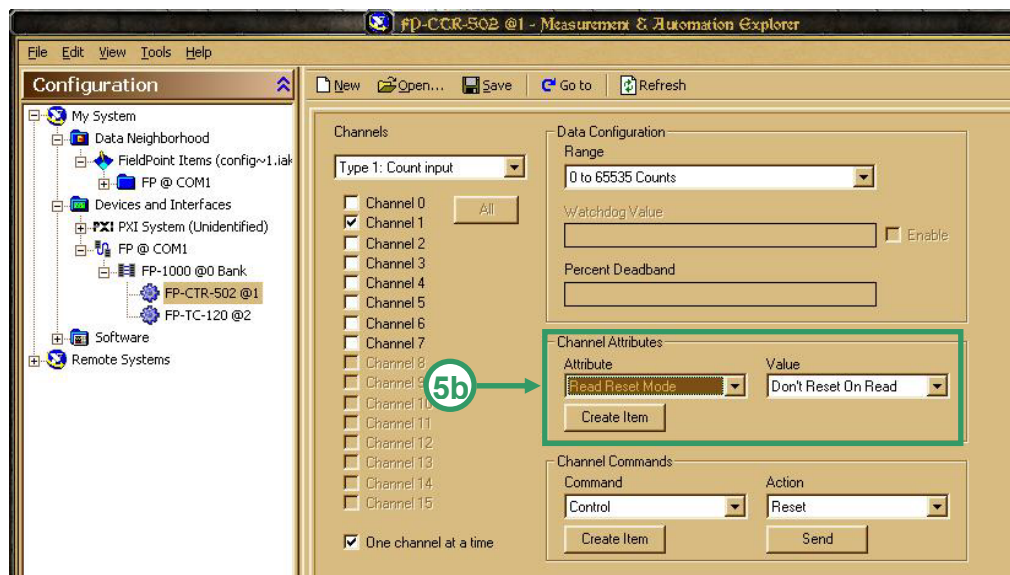 FP-CTR-502 @1 - Measurement & Automation Explorer
File Edit View Tools Help
Configuration
New Open... Save Go to Refresh
My System
Data Neighborhood
FieldPoint Items (config~1.iak
FP @ COM1
Devices and Interfaces
PXI PXI System (Unidentified)
FP @ COM1
FP-1000 @0 Bank
FP-CTR-502 @1
FP-TC-120 @2
Software
Remote Systems
Channels
Type 1: Count input
Channel 0
All
Channel 1
Channel 2
Channel 3
Channel 4
Channel 5
Channel 6
Channel 7
Channel 8
Channel 9
Channel 10
Channel 11
Channel 12
Channel 13
Channel 14
Channel 15
One channel at a time
Data Configuration
Range
0 to 65535 Counts
Watchdog Value
Enable
Percent Deadband
Channel Attributes
Attribute Value
5b
Read Reset Mode Don't Reset On Read
Create Item
Channel Commands
Command Action
Control Reset
Create Item Send